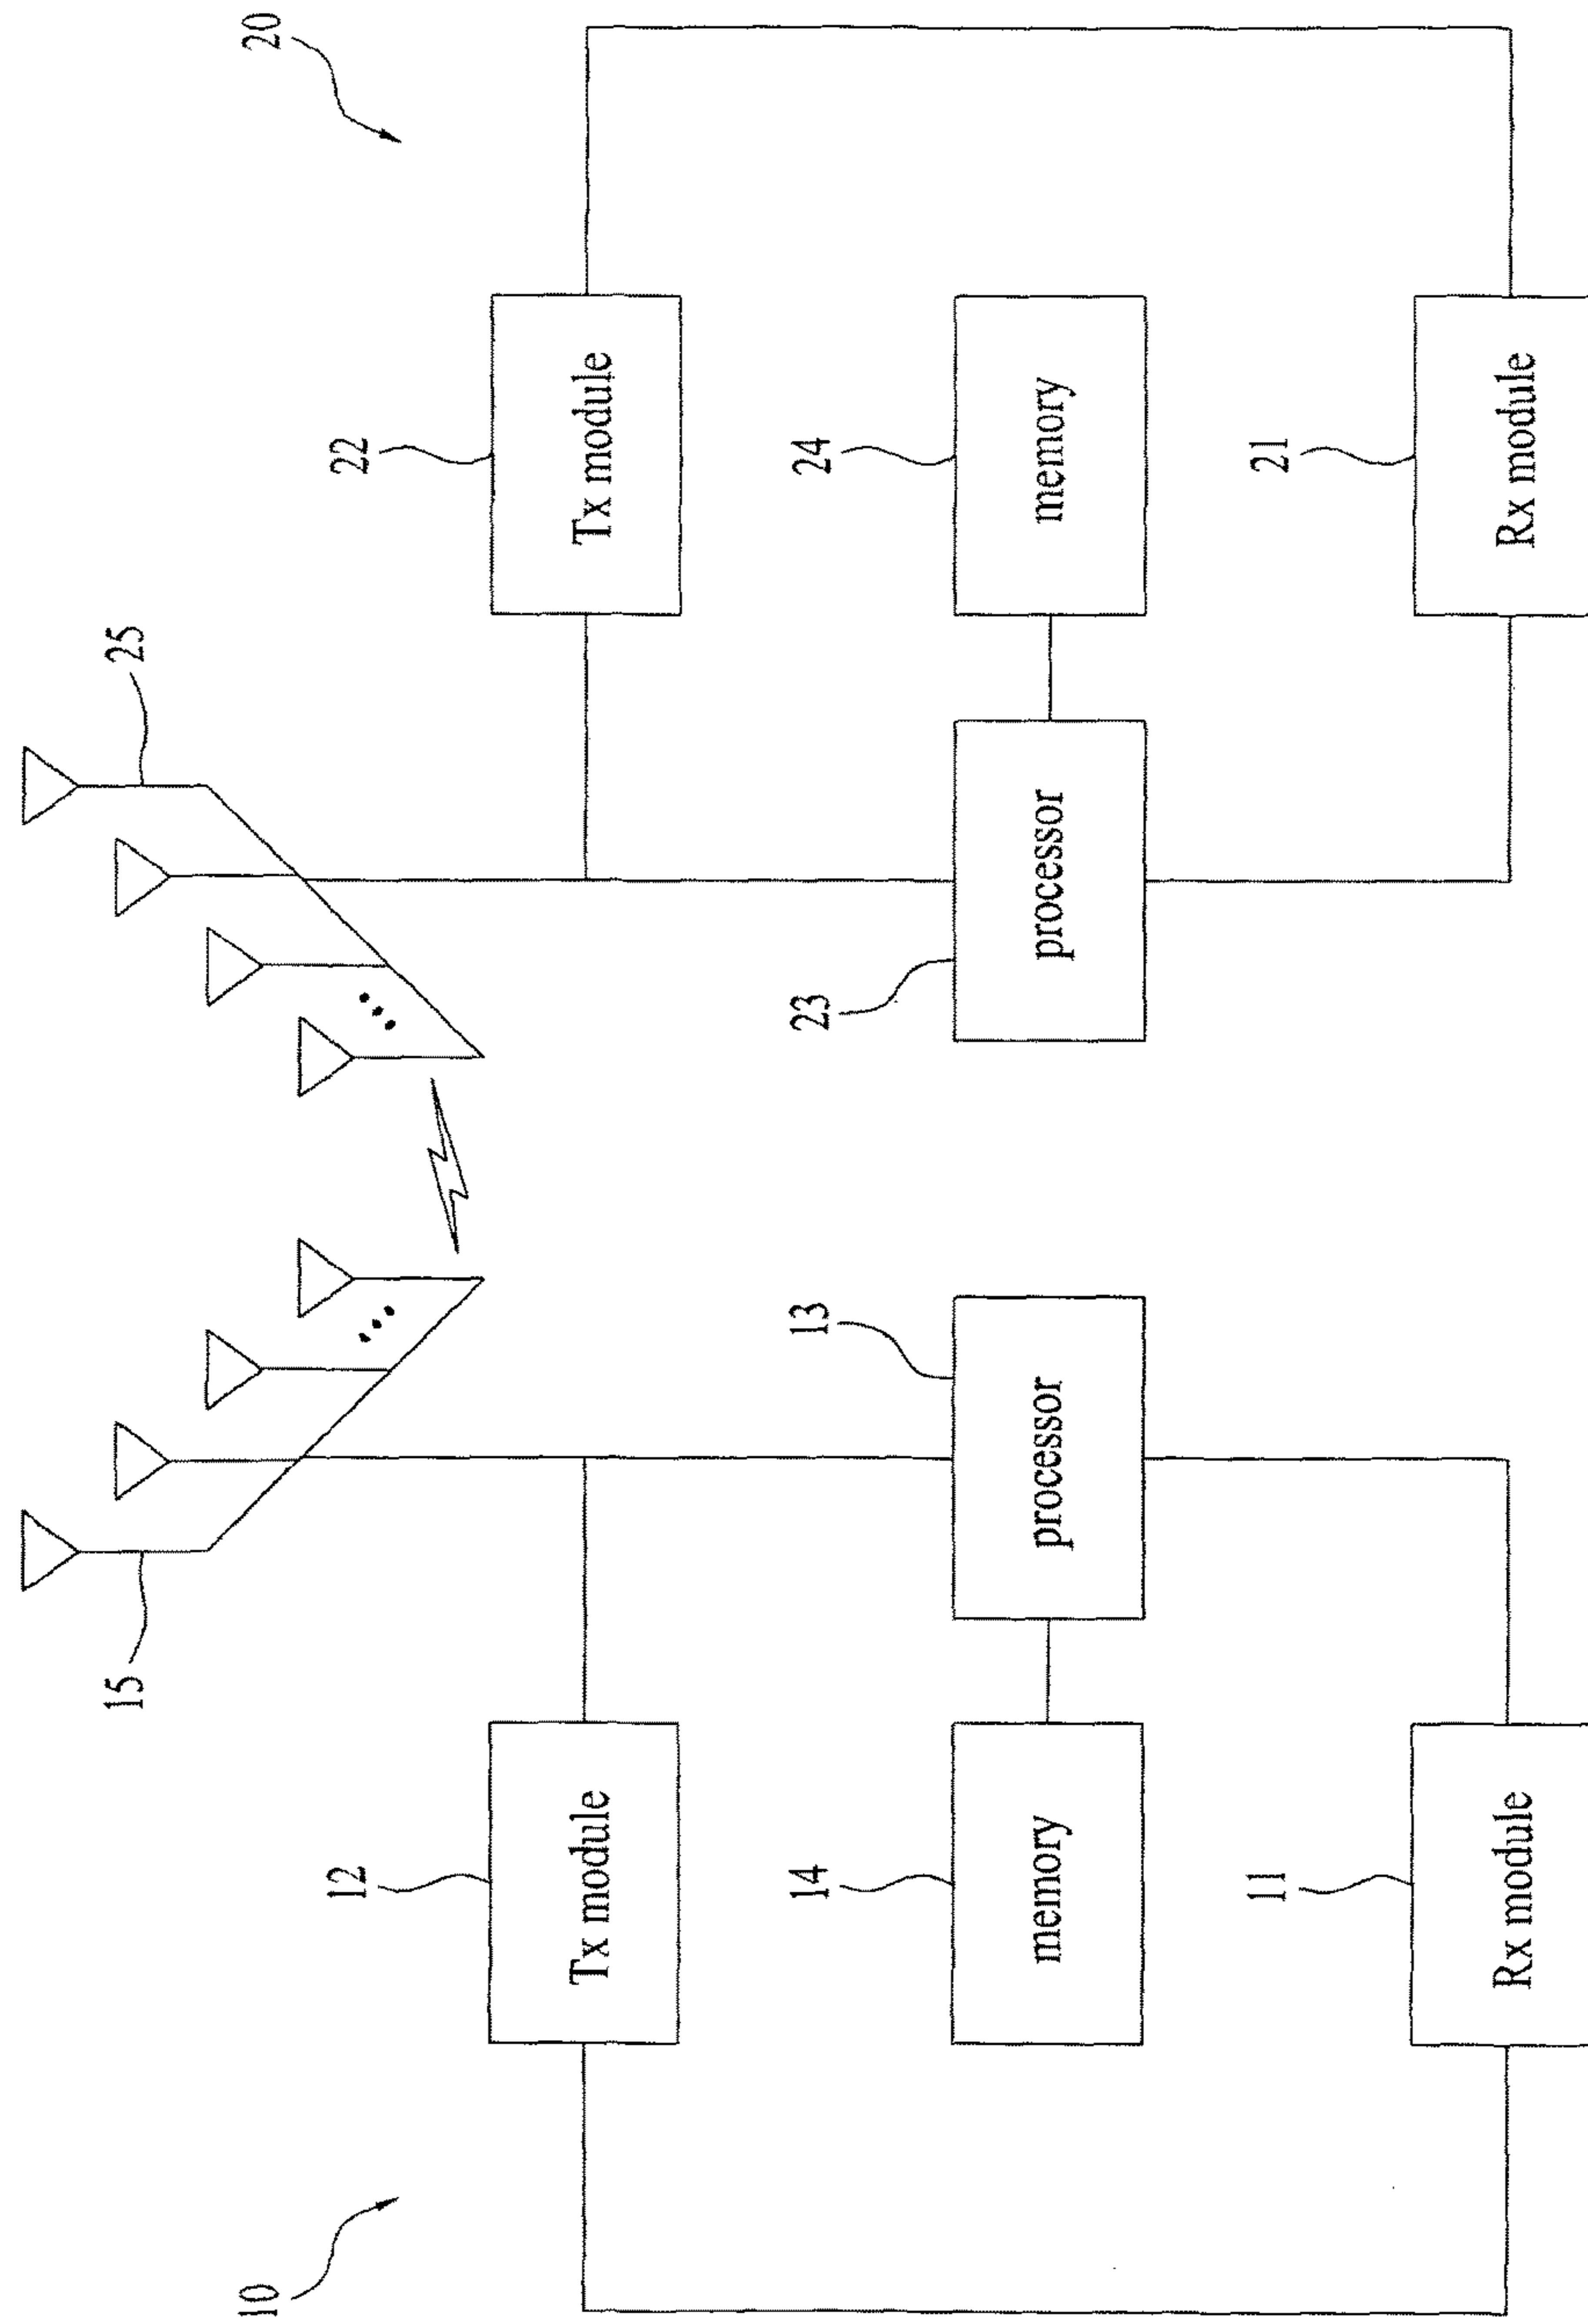 10
20
15
25
12
Tx module
22
Tx module
14
memory
13
processor
23
processor
24
memory
11
Rx module
21
Rx module